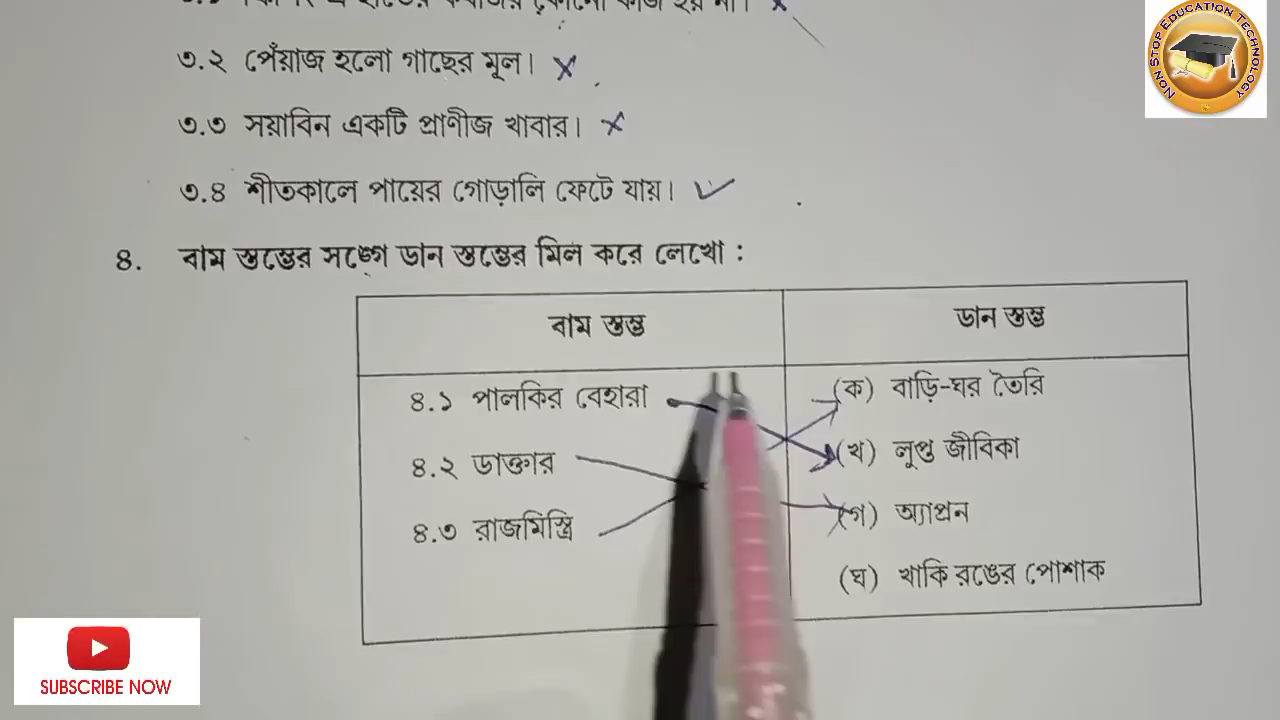 ৩.২ পেঁয়াজ হলো গাছের মূল।
৩.৩ সয়াবিন একটি প্রাণীজ খাবার।
৩.৪ শীতকালে পায়ের গোড়ালি ফেটে যায়।
৪. বাম স্তম্ভের সঙ্গে ডান স্তম্ভের মিল করে লেখো :
বাম স্তম্ভ ডান স্তম্ভ
৪.১ পালকির বেহারা (ক) বাড়ি-ঘর তৈরি
৪.২ ডাক্তার (খ) লুপ্ত জীবিকা
৪.৩ রাজমিস্ত্রি (গ) অ্যাপ্রন
(ঘ) খাকি রঙের পোশাক
NON STOP EDUCATION TECHNOLOGY
SUBSCRIBE NOW